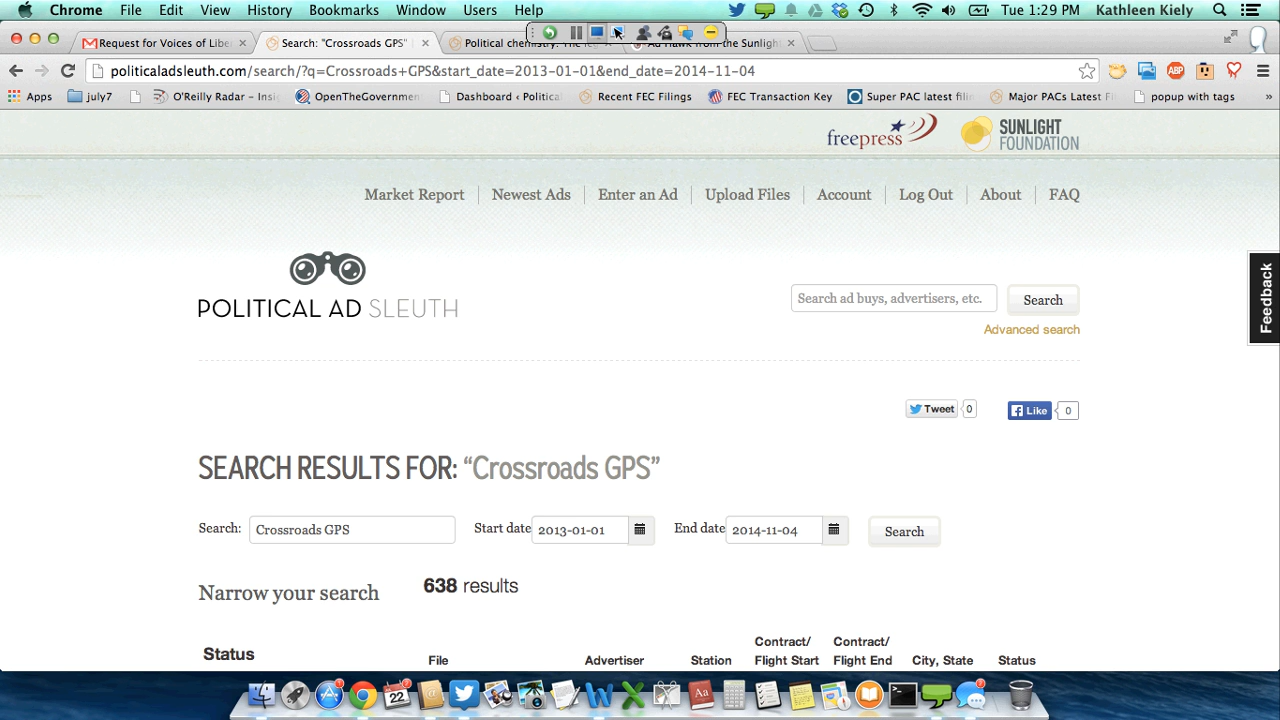 Chrome File Edit View History Bookmarks Window Users Help Tue 1:29 PM Kathleen Kiely
Request for Voices of Liber Search: "Crossroads GPS" Political chemistry: The leg Ad Hawk from the Sunligh
politicaladsleuth.com/search/?q=Crossroads+GPS&start_date=2013-01-01&end_date=2014-11-04
Apps july7 O'Reilly Radar - Insi OpenTheGovernmen Dashboard ‹ Political Recent FEC Filings FEC Transaction Key Super PAC latest filin Major PACs Latest F popup with tags »
freepress SUNLIGHT
FOUNDATION
Market Report Newest Ads Enter an Ad Upload Files Account Log Out About FAQ
Feedback
POLITICAL AD SLEUTH
Search ad buys, advertisers, etc. Search
Advanced search
Tweet 0 Like 0
SEARCH RESULTS FOR: “Crossroads GPS”
Search: Crossroads GPS Start date 2013-01-01 End date 2014-11-04 Search
Narrow your search 638 results
Status
File Advertiser Station Contract/ Flight Start Contract/ Flight End City, State Status
22